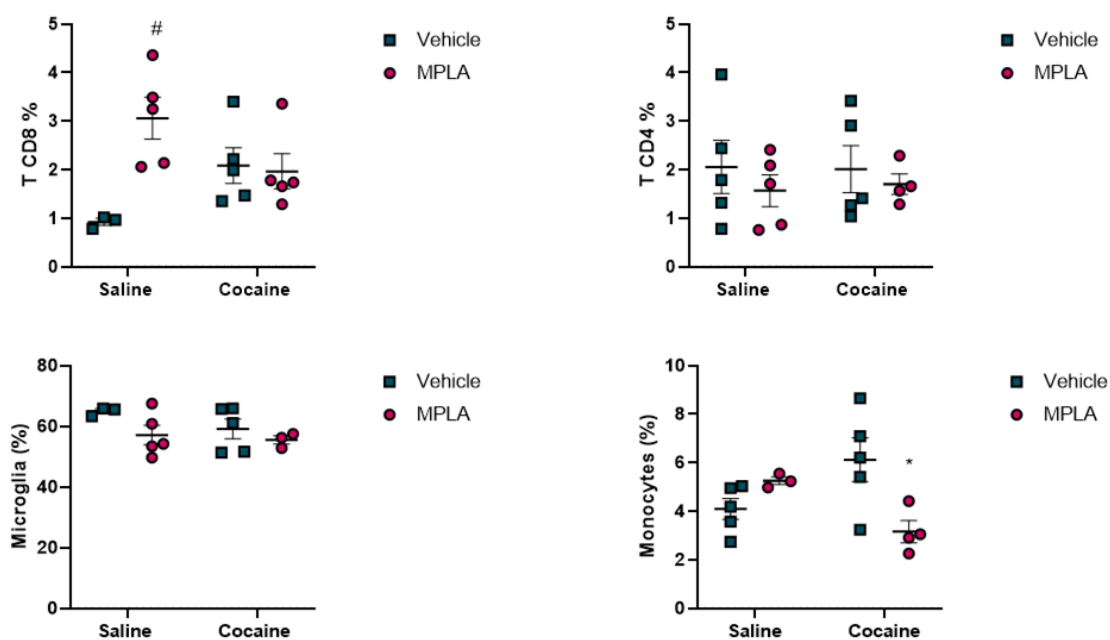 5
4
3
2
1
0
T CD8 %
#
Saline
Cocaine
Vehicle
MPLA
5
4
3
2
1
0
T CD4 %
Saline
Cocaine
Vehicle
MPLA
80
60
40
20
0
Microglia (%)
Saline
Cocaine
Vehicle
MPLA
10
8
6
4
2
0
Monocytes (%)
*
Saline
Cocaine
Vehicle
MPLA